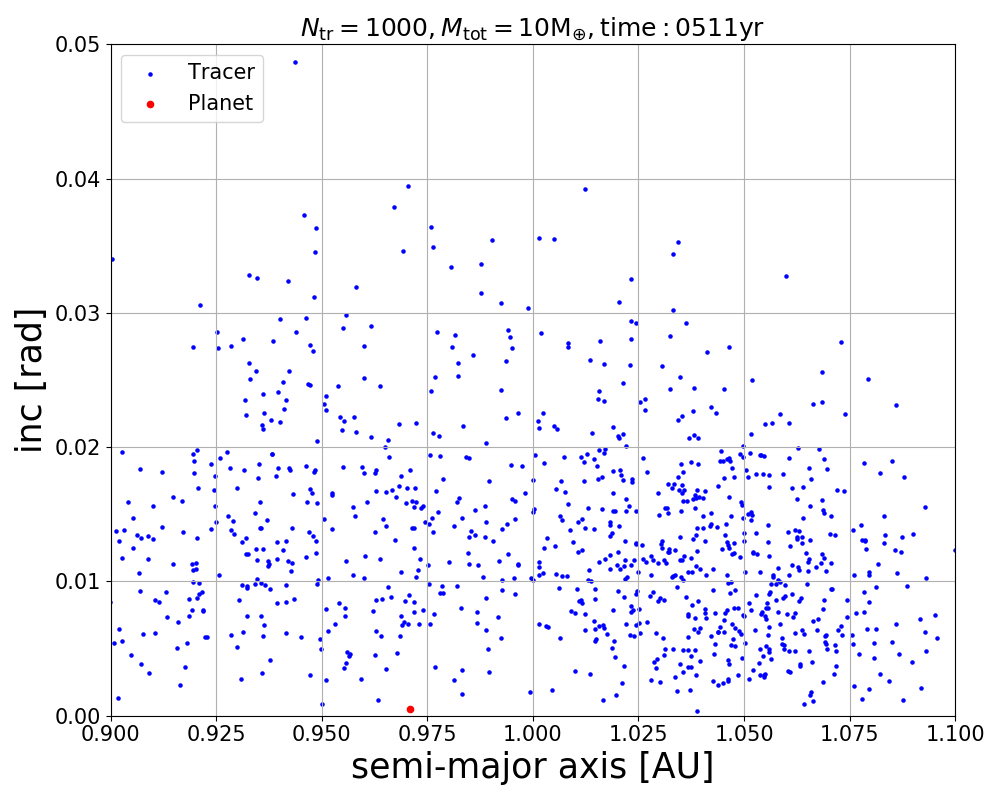 N_tr = 1000, M_tot = 10M_⊕, time : 0511yr
0.05
Tracer
Planet
0.04
0.03
0.02
0.01
0.00
inc [rad]
0.900 0.925 0.950 0.975 1.000 1.025 1.050 1.075 1.100
semi-major axis [AU]